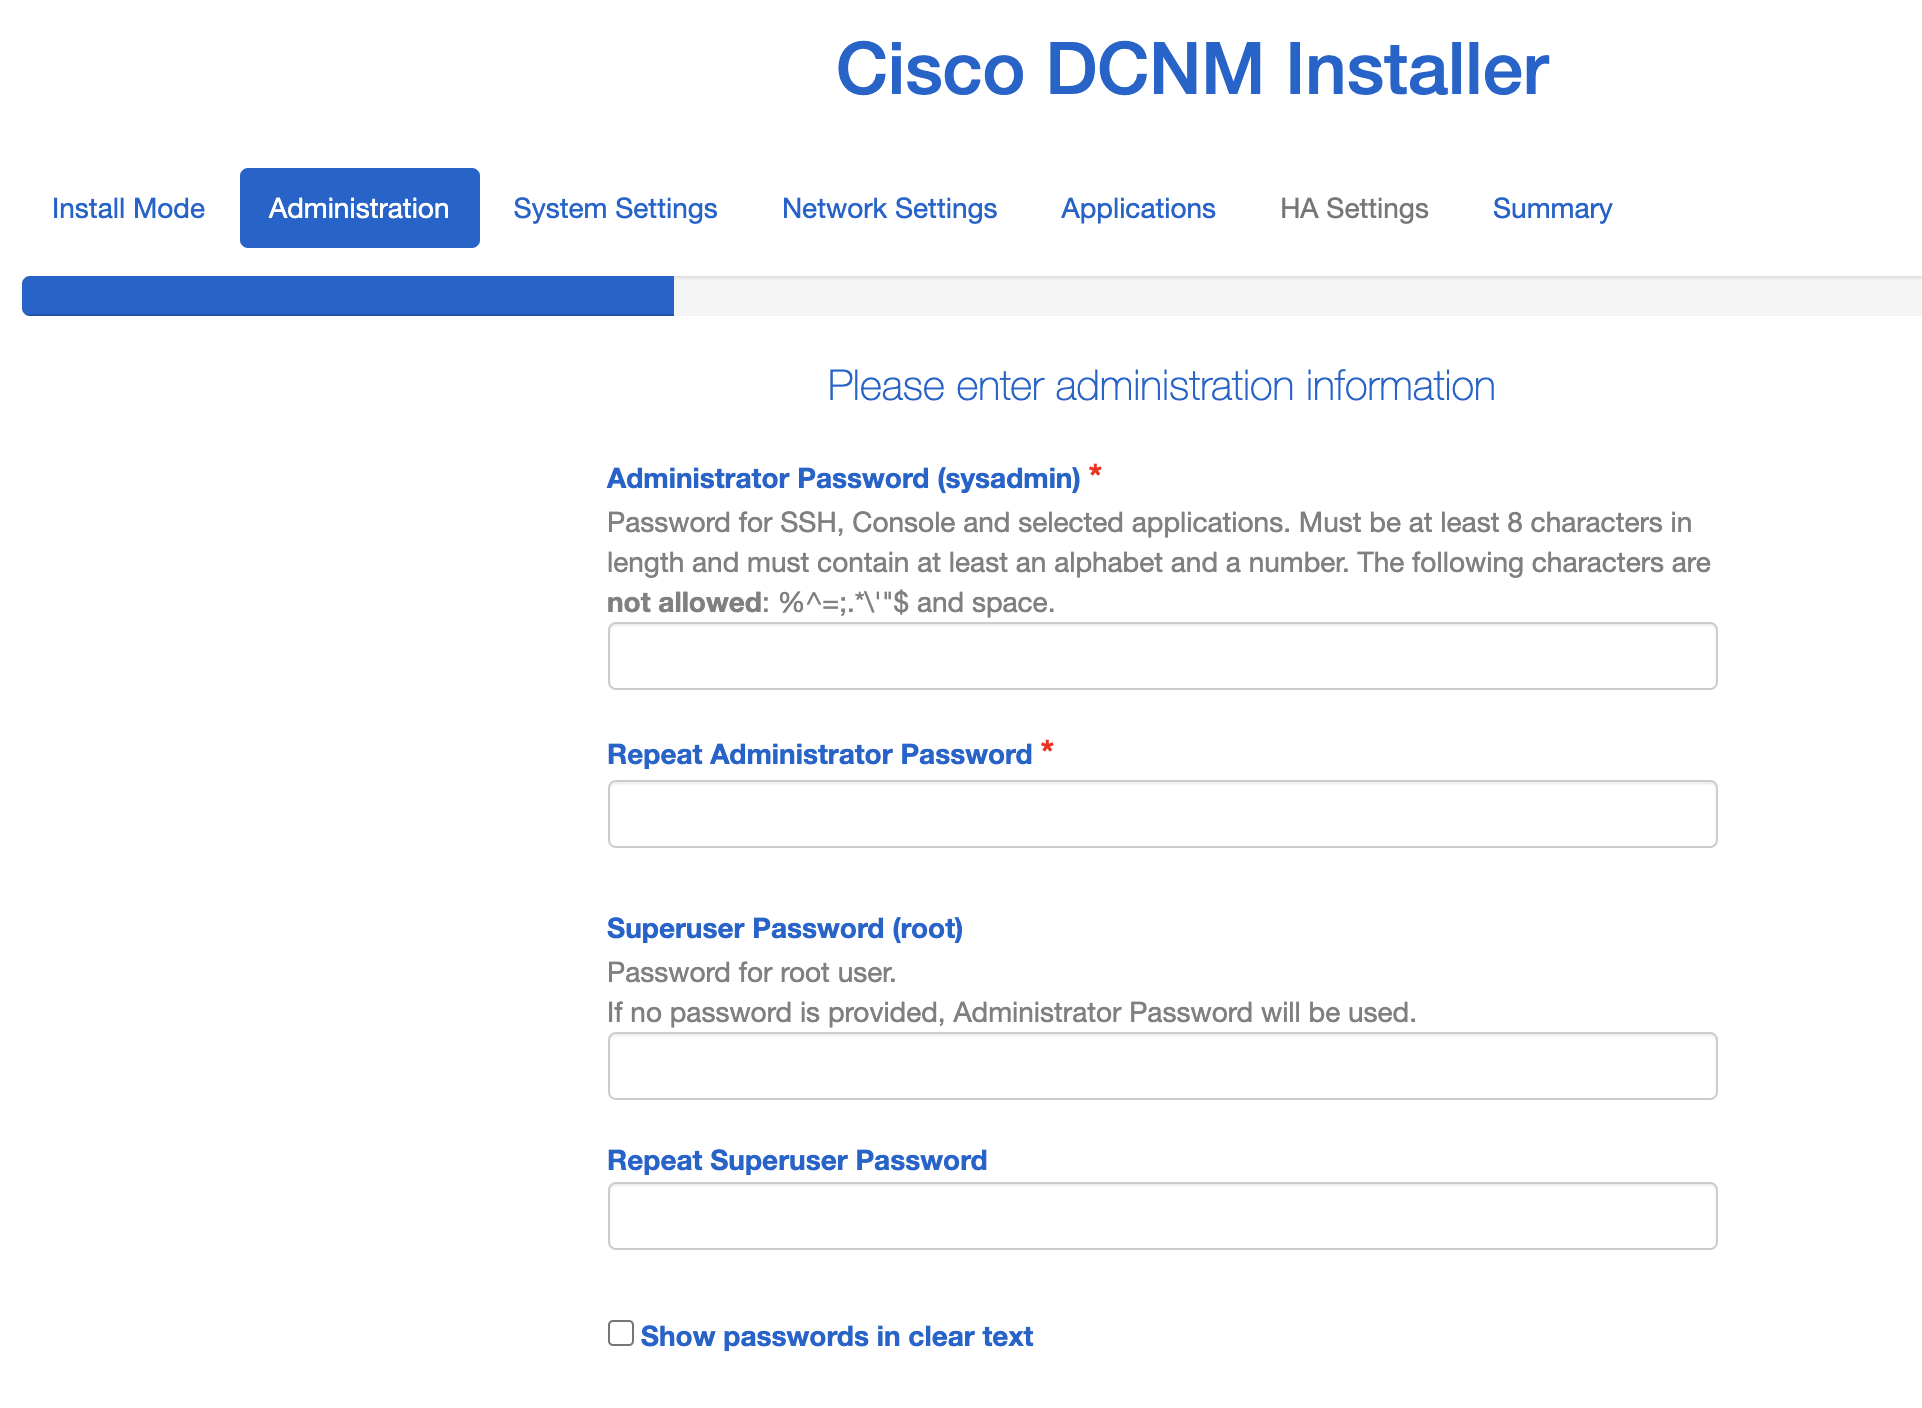 Cisco DCNM Installer
Install Mode Administration System Settings Network Settings Applications HA Settings Summary
Please enter administration information
Administrator Password (sysadmin) *
Password for SSH, Console and selected applications. Must be at least 8 characters in
length and must contain at least an alphabet and a number. The following characters are
not allowed: %^=;.*\'"$ and space.
Repeat Administrator Password *
Superuser Password (root)
Password for root user.
If no password is provided, Administrator Password will be used.
Repeat Superuser Password
Show passwords in clear text